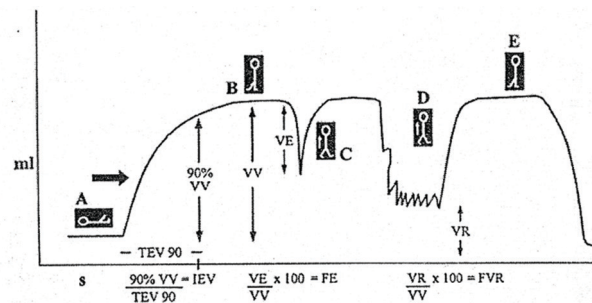 E
B
D
VE
C
ml
90%
VV
VV
A
VR
TEV 90
s
90% VV = IEV
TEV 90
VE x 100 = FE
VV
VR x 100 = FVR
VV